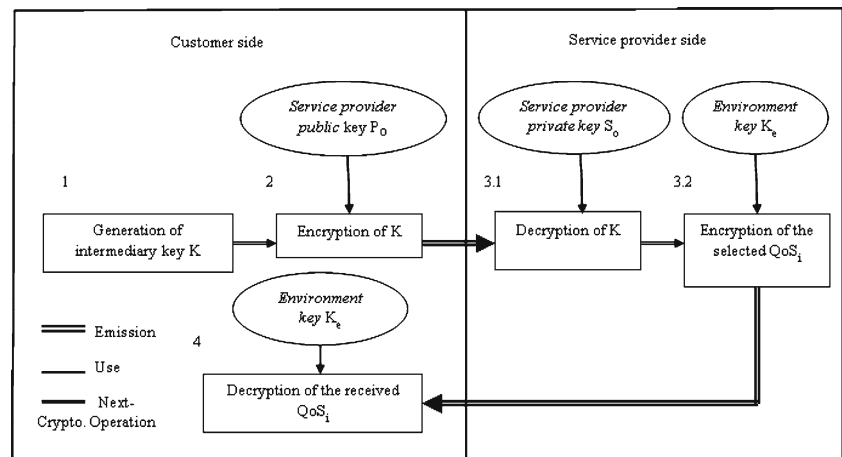 Customer side
Service provider side
Service provider
public key Po
Service provider
private key So
Environment
key Ke
1
2
3.1
3.2
Generation of
intermediary key K
Encryption of K
Decryption of K
Encryption of the
selected QoSi
Environment
key Ke
Emission
4
Use
Decryption of the received
QoSi
Next-
Crypto. Operation